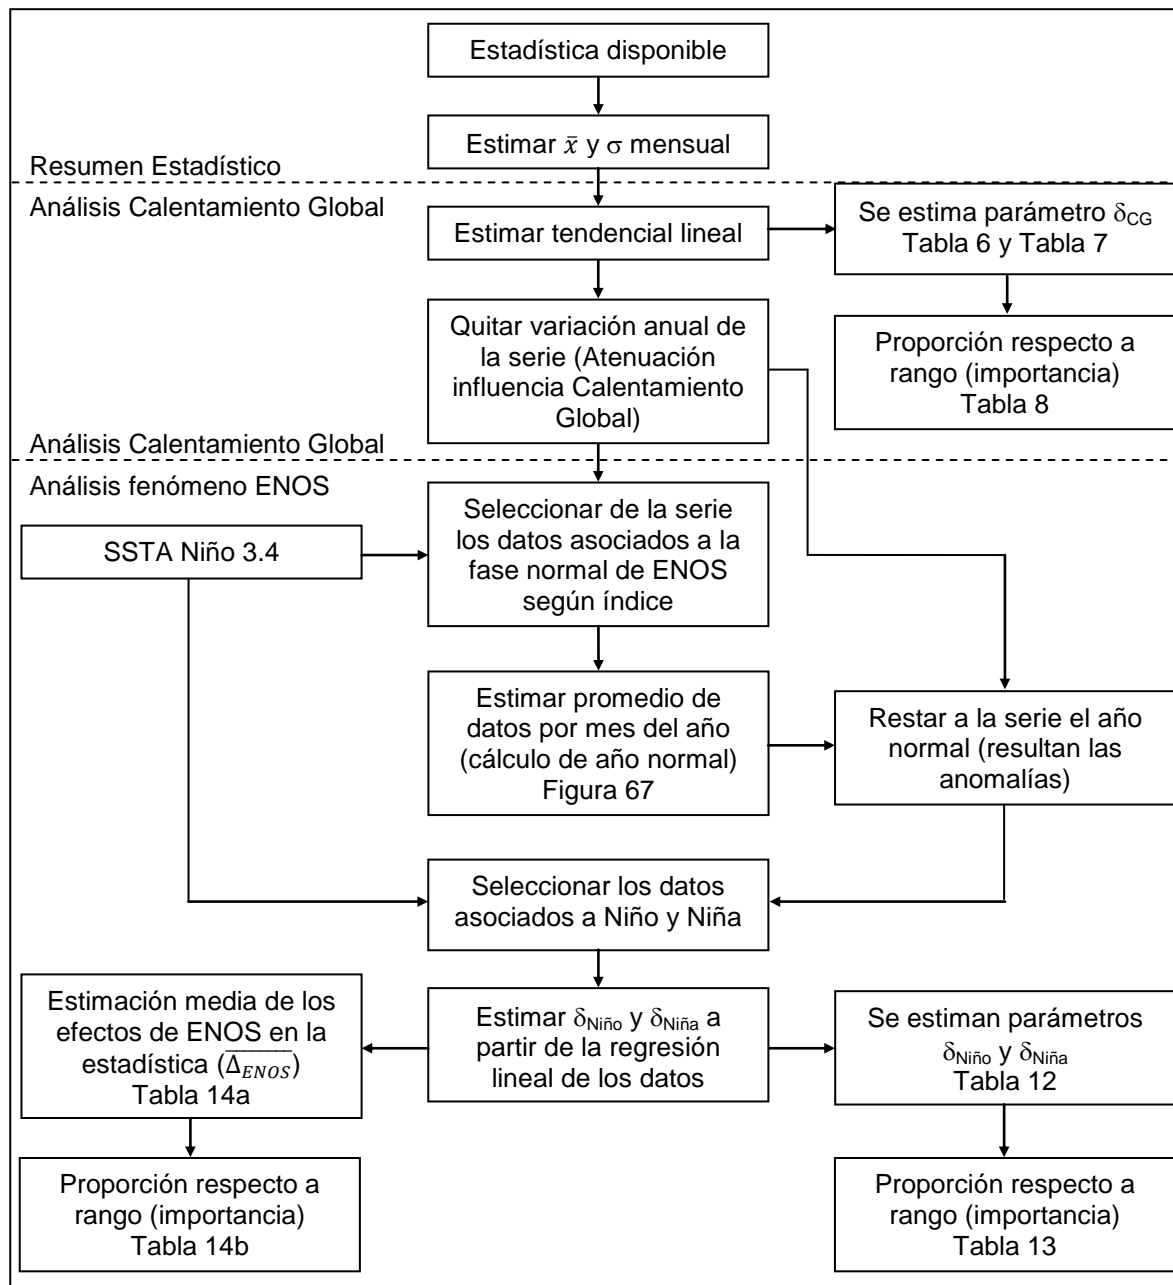 Estadística disponible
Estimar x̄ y σ mensual
Resumen Estadístico
Análisis Calentamiento Global
Estimar tendencial lineal
Se estima parámetro δCG
Tabla 6 y Tabla 7
Quitar variación anual de
la serie (Atenuación
influencia Calentamiento
Global)
Proporción respecto a
rango (importancia)
Tabla 8
Análisis Calentamiento Global
Análisis fenómeno ENOS
SSTA Niño 3.4
Seleccionar de la serie
los datos asociados a la
fase normal de ENOS
según índice
Estimar promedio de
datos por mes del año
(cálculo de año normal)
Figura 67
Restar a la serie el año
normal (resultan las
anomalías)
Seleccionar los datos
asociados a Niño y Niña
Estimación media de los
efectos de ENOS en la
estadística (Δ̅E̅N̅O̅S̅)
Tabla 14a
Estimar δNiño y δNiña a
partir de la regresión
lineal de los datos
Se estiman parámetros
δNiño y δNiña
Tabla 12
Proporción respecto a
rango (importancia)
Tabla 14b
Proporción respecto a
rango (importancia)
Tabla 13